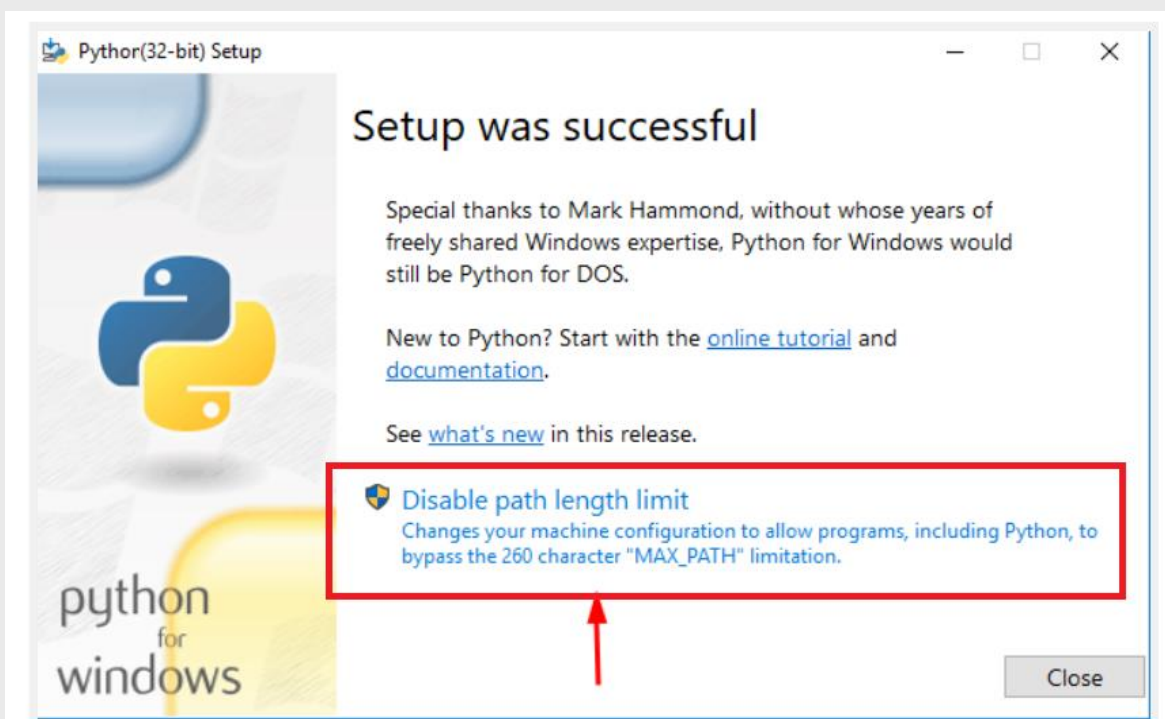 Pythor(32-bit) Setup
Setup was successful
Special thanks to Mark Hammond, without whose years of
freely shared Windows expertise, Python for Windows would
still be Python for DOS.
New to Python? Start with the online tutorial and
documentation.
See what's new in this release.
Disable path length limit
Changes your machine configuration to allow programs, including Python, to
bypass the 260 character "MAX_PATH" limitation.
python
for
windows
Close